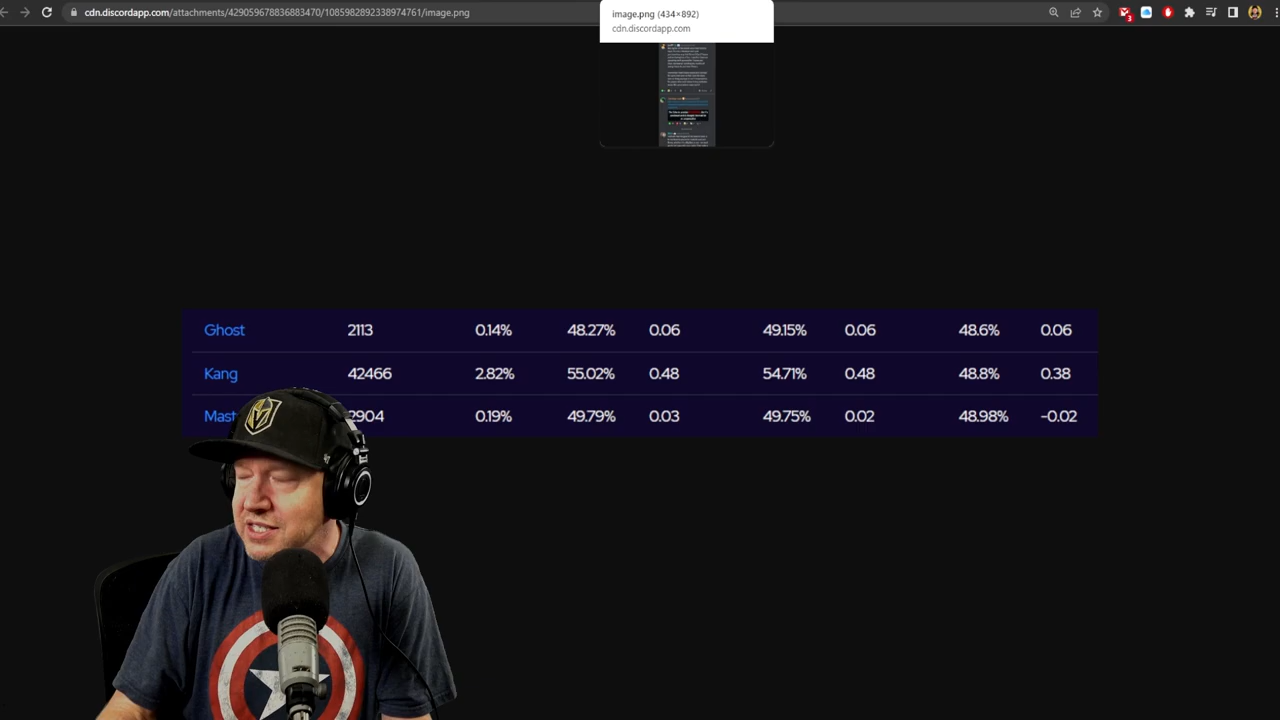 cdn.discordapp.com/attachments/429059678836883470/1085982892338974761/image.png
image.png (434×892)
cdn.discordapp.com
3
Ghost 2113 0.14% 48.27% 0.06 49.15% 0.06 48.6% 0.06
Kang 42466 2.82% 55.02% 0.48 54.71% 0.48 48.8% 0.38
Mast 2904 0.19% 49.79% 0.03 49.75% 0.02 48.98% -0.02